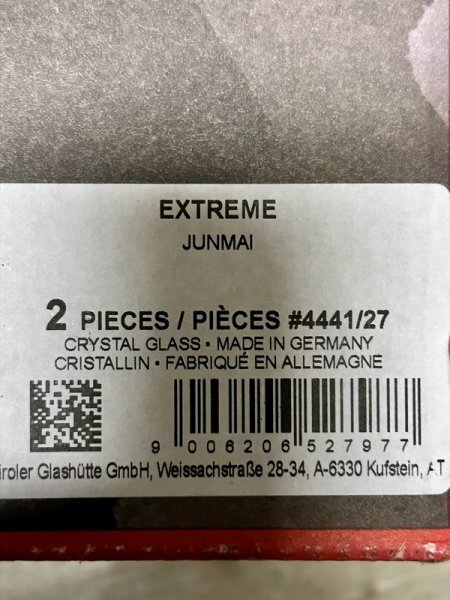 EXTREME
JUNMAI
2 PIECES / PIÈCES #4441/27
CRYSTAL GLASS • MADE IN GERMANY
CRISTALLIN • FABRIQUÉ EN ALLEMAGNE
9 006206 527977
iroler Glashütte GmbH, Weissachstraße 28-34, A-6330 Kufstein, AT